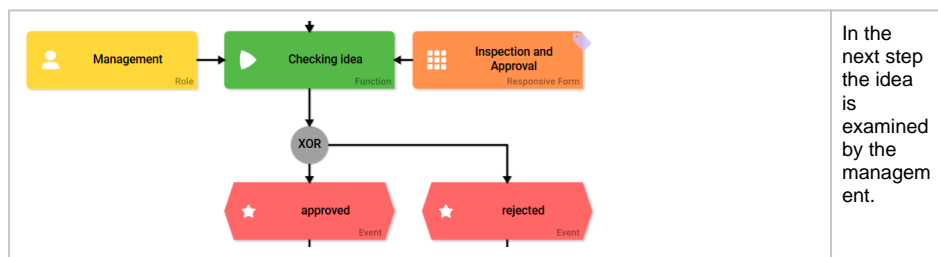 Management
Role
Checking idea
Function
Inspection and
Approval
Responsive Form
XOR
approved
Event
rejected
Event
In the
next step
the idea
is
examined
by the
managem
ent.